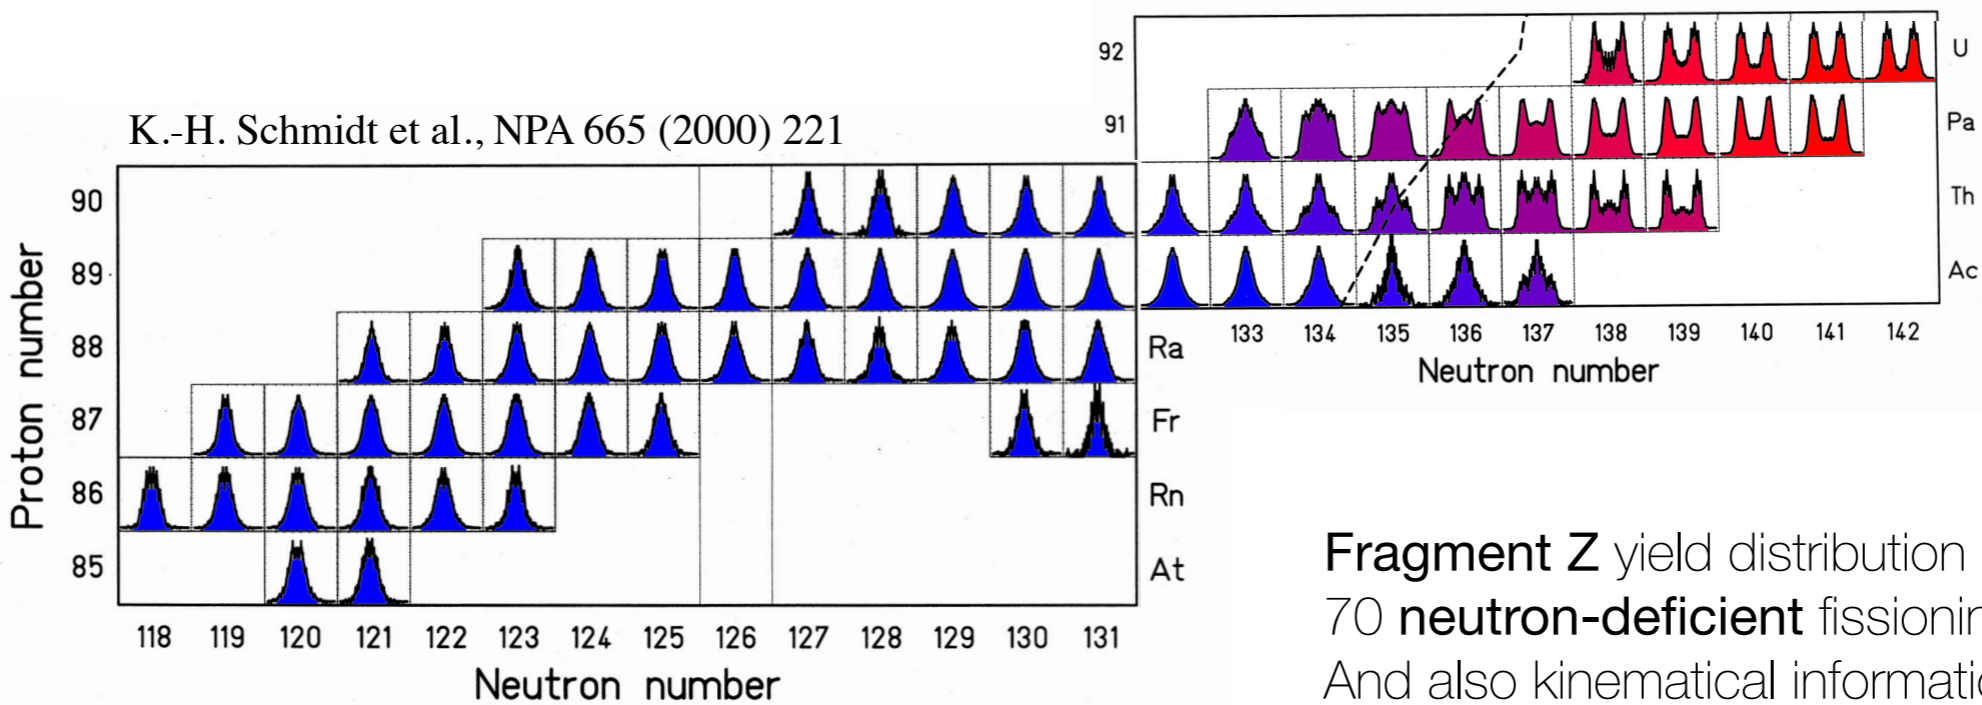 K.-H. Schmidt et al., NPA 665 (2000) 221
Proton number
90
89
88 Ra
87 Fr
86 Rn
85 At
118 119 120 121 122 123 124 125 126 127 128 129 130 131
Neutron number
92 U
91 Pa
Th
Ac
133 134 135 136 137 138 139 140 141 142
Neutron number
Fragment Z yield distribution
70 neutron-deficient
And also kinematical